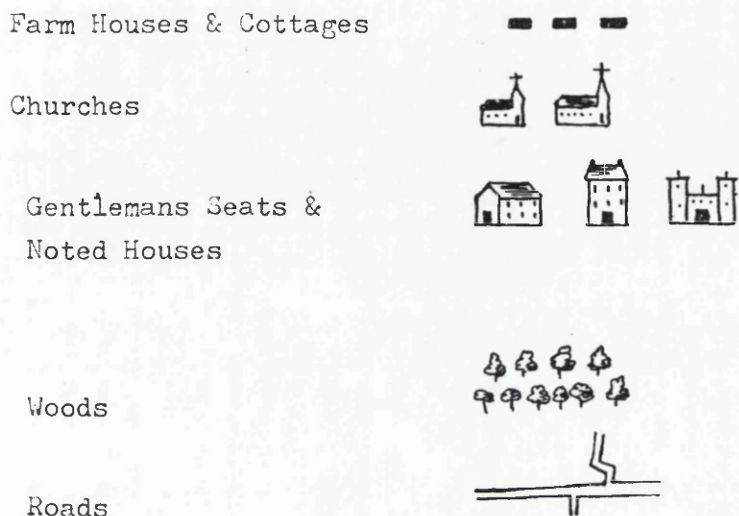 Farm Houses & Cottages
Churches
Gentlemans Seats &
Noted Houses
Woods
Roads